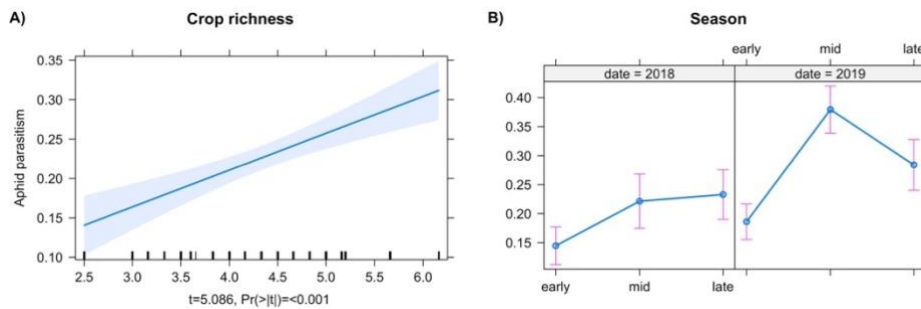 A)
Crop richness
Aphid parasitism
0.35
0.30
0.25
0.20
0.15
0.10
2.5 3.0 3.5 4.0 4.5 5.0 5.5 6.0
t=5.086, Pr(>|t|)=<0.001
B)
Season
early mid late
date = 2018 date = 2019
0.40
0.35
0.30
0.25
0.20
0.15
early mid late